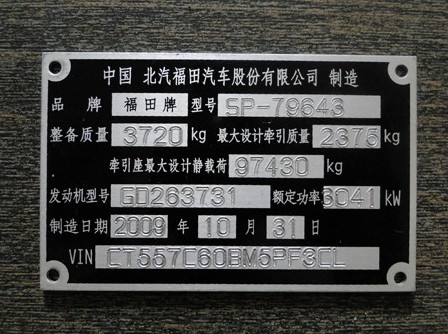 中国 北汽福田汽车股份有限公司 制造
品 牌 福田牌 型号 SP-79643
整备质量 3720 kg 最大设计牵引质量 2375 kg
牵引座最大设计静载荷 97430 kg
发动机型号 GD263731 额定功率 3041 kW
制造日期 2009 年 10 月 31 日
VIN CT557C60BM5PF3CL